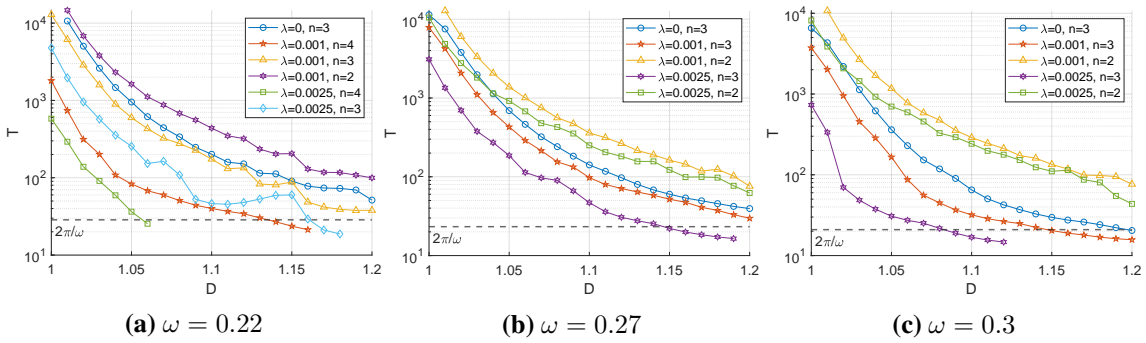 10^4
10^3
10^2
10^1
T
λ=0, n=3
λ=0.001, n=4
λ=0.001, n=3
λ=0.001, n=2
λ=0.0025, n=4
λ=0.0025, n=3
2π/ω
1 1.05 1.1 1.15 1.2
D
(a) ω = 0.22
10^4
10^3
10^2
10^1
T
λ=0, n=3
λ=0.001, n=3
λ=0.001, n=2
λ=0.0025, n=3
λ=0.0025, n=2
2π/ω
1 1.05 1.1 1.15 1.2
D
(b) ω = 0.27
10^4
10^3
10^2
10^1
T
λ=0, n=3
λ=0.001, n=3
λ=0.001, n=2
λ=0.0025, n=3
λ=0.0025, n=2
2π/ω
1 1.05 1.1 1.15 1.2
D
(c) ω = 0.3